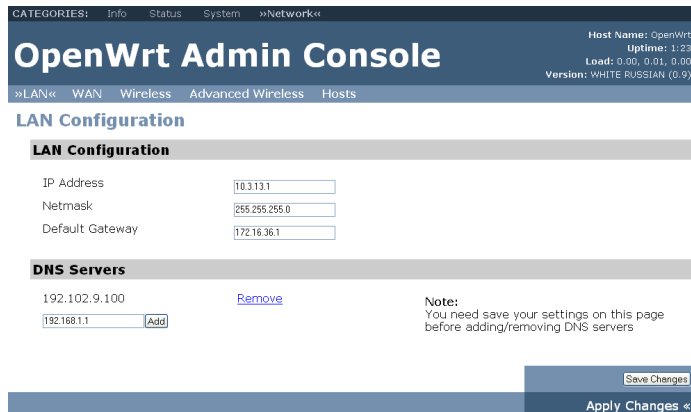 CATEGORIES: Info Status System »Network«
OpenWrt Admin Console
Host Name: OpenWrt
Uptime: 1:23
Load: 0.00, 0.01, 0.00
Version: WHITE RUSSIAN (0.9)
»LAN« WAN Wireless Advanced Wireless Hosts
LAN Configuration
LAN Configuration
IP Address 10.3.13.1
Netmask 255.255.255.0
Default Gateway 172.16.36.1
DNS Servers
192.102.9.100 Remove
192.168.1.1 Add
Note:
You need save your settings on this page
before adding/removing DNS servers
Save Changes
Apply Changes «